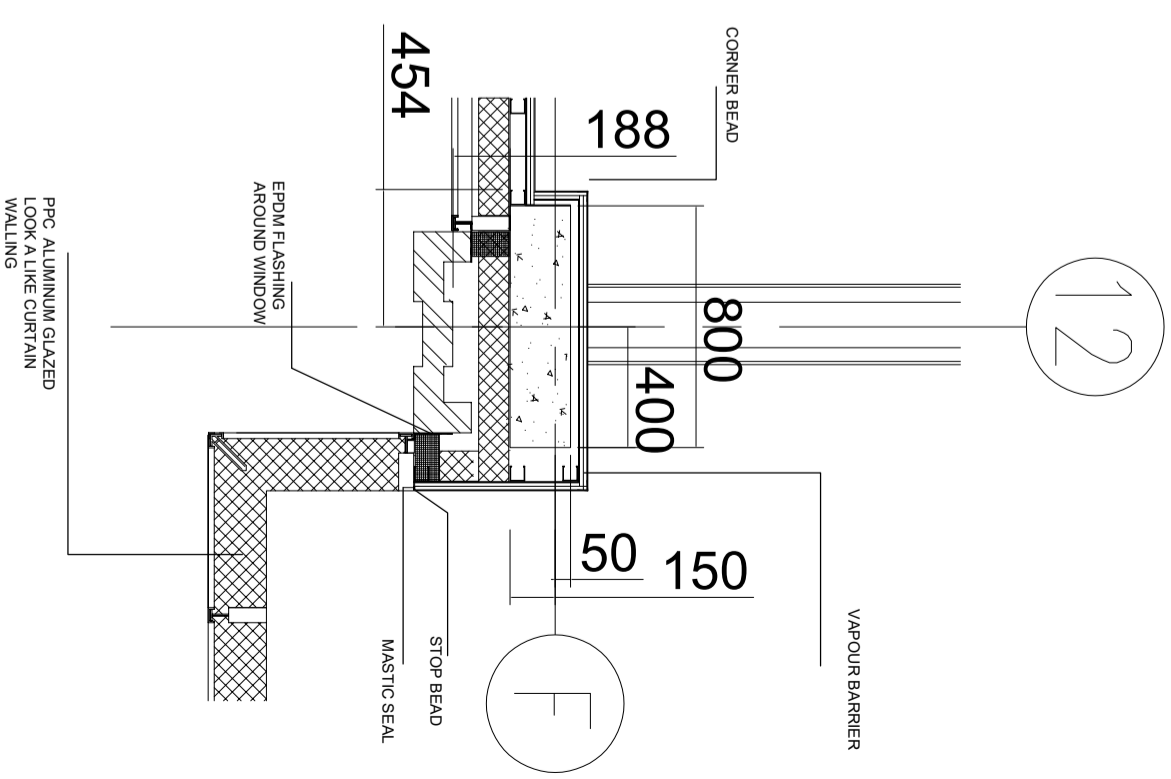 12
CORNER BEAD
188
454
800
400
EPDM FLASHING
AROUND WINDOW
PPC ALUMINUM GLAZED
LOOK A LIKE CURTAIN
WALLING
50
150
VAPOUR BARRIER
STOP BEAD
MASTIC SEAL
F